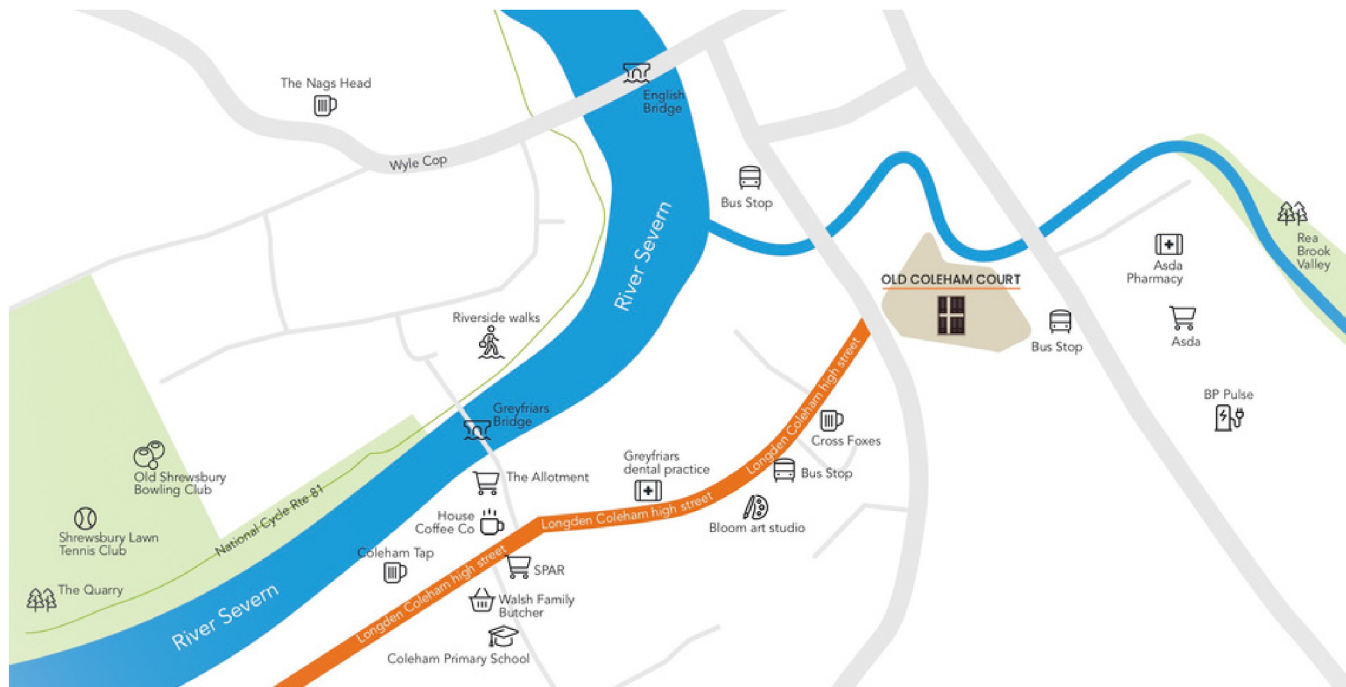 The Nags Head
English
Bridge
Wyle Cop
Bus Stop
River Severn
Rea
Brook
Valley
Asda
Pharmacy
OLD COLEHAM COURT
Riverside walks
Bus Stop
Asda
Longden Coleham high street
BP Pulse
Greyfriars
Bridge
Cross Foxes
Old Shrewsbury
Bowling Club
The Allotment
Greyfriars
dental practice
Bus Stop
National Cycle Rte 81
House
Coffee Co
Longden Coleham high street
Bloom art studio
Shrewsbury Lawn
Tennis Club
Coleham Tap
SPAR
The Quarry
River Severn
Longden Coleham high street
Walsh Family
Butcher
Coleham Primary School